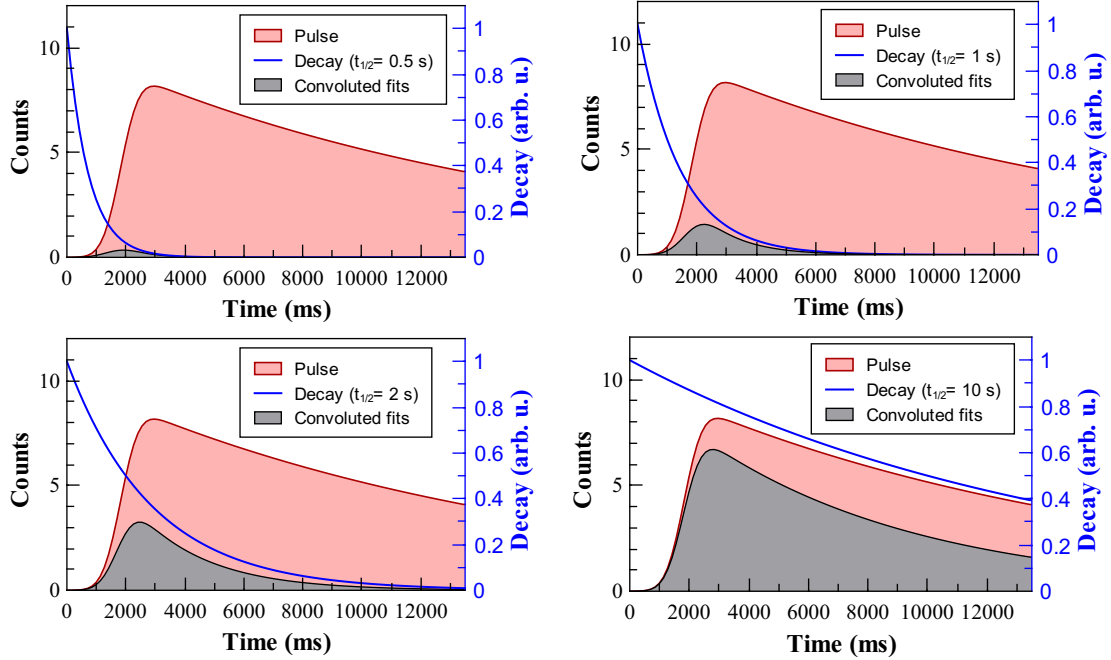 Counts
10
5
0
Pulse
Decay (t1/2= 0.5 s)
Convoluted fits
1
0.8
0.6
0.4
0.2
0
Decay (arb. u.)
0 2000 4000 6000 8000 10000 12000
Time (ms)
Counts
10
5
0
Pulse
Decay (t1/2= 1 s)
Convoluted fits
1
0.8
0.6
0.4
0.2
0
Decay (arb. u.)
0 2000 4000 6000 8000 10000 12000
Time (ms)
Counts
10
5
0
Pulse
Decay (t1/2= 2 s)
Convoluted fits
1
0.8
0.6
0.4
0.2
0
Decay (arb. u.)
0 2000 4000 6000 8000 10000 12000
Time (ms)
Counts
10
5
0
Pulse
Decay (t1/2= 10 s)
Convoluted fits
1
0.8
0.6
0.4
0.2
0
Decay (arb. u.)
0 2000 4000 6000 8000 10000 12000
Time (ms)